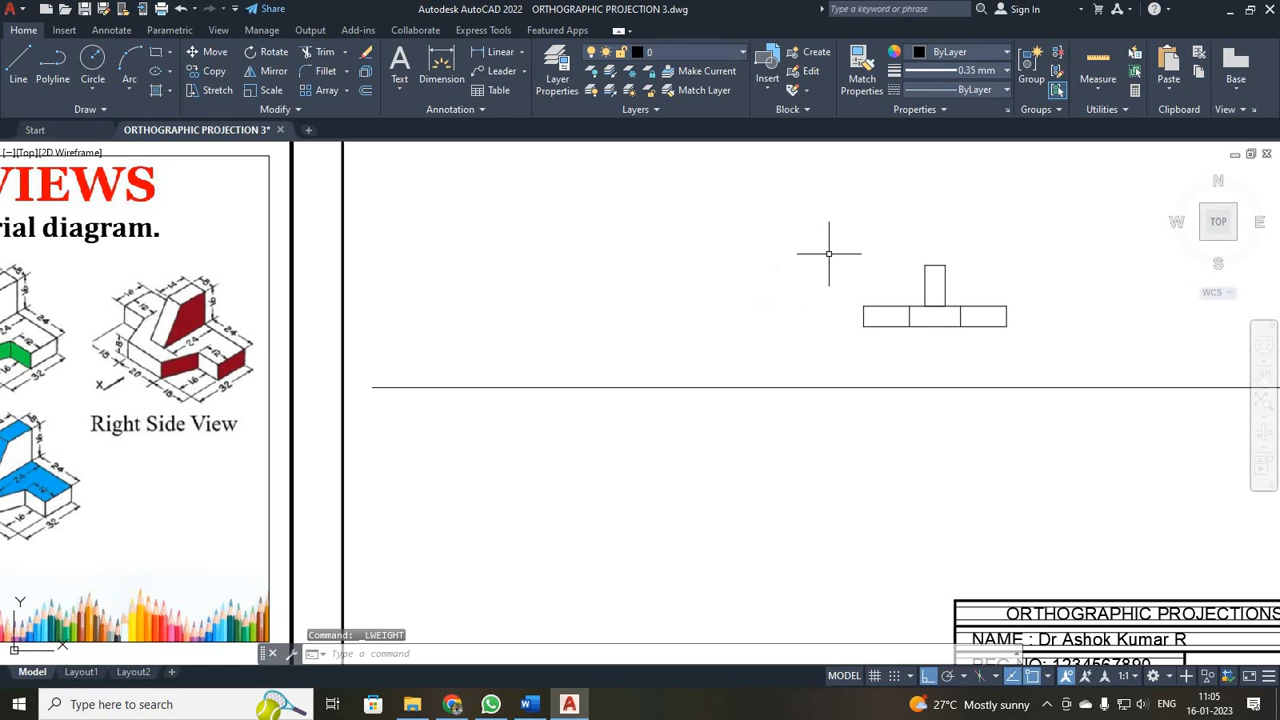 Share
Autodesk AutoCAD 2022 ORTHOGRAPHIC PROJECTION 3.dwg
Type a keyword or phrase
Sign In
Home Insert Annotate Parametric View Manage Output Add-ins Collaborate Express Tools Featured Apps
Line Polyline Circle Arc
Move Rotate Trim
Copy Mirror Fillet
Stretch Scale Array
Text Dimension
Linear
Leader
Table
Layer Properties
0
Make Current
Match Layer
Insert
Create
Edit
Match Properties
ByLayer
0.35 mm
ByLayer
Group
Measure
Paste
Base
Draw Modify Annotation Layers Block Properties Groups Utilities Clipboard View
Start ORTHOGRAPHIC PROJECTION 3*
[−][Top][2D Wireframe]
VIEWS
rial diagram.
Right Side View
X
N
W TOP E
S
WCS
ORTHOGRAPHIC PROJECTIONS
NAME : Dr Ashok Kumar R
REG NO: 1234567890
Y
X
Command: _LWEIGHT
Type a command
Model Layout1 Layout2
MODEL
1:1
Type here to search
27°C Mostly sunny
ENG
11:05
16-01-2023